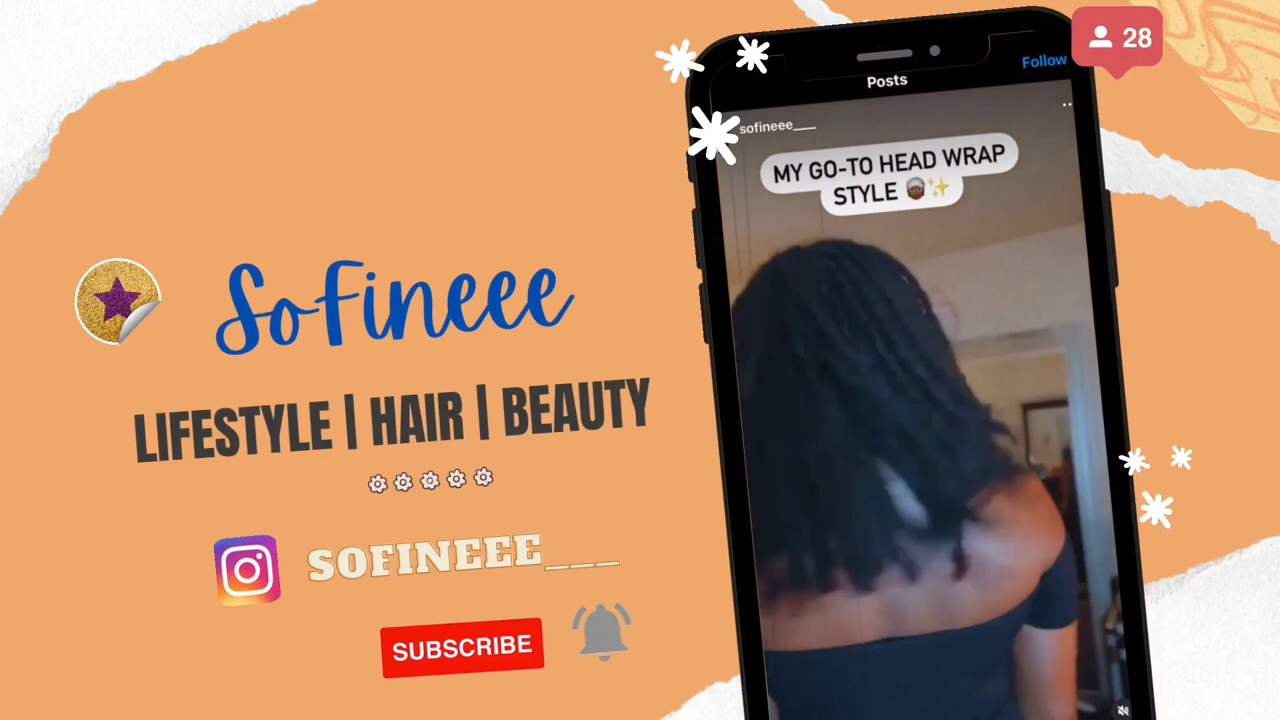 SoFineee
LIFESTYLE | HAIR | BEAUTY
SOFINEEE___
SUBSCRIBE
28
Follow
Posts
sofineee___
MY GO-TO HEAD WRAP
STYLE 👳🏾✨